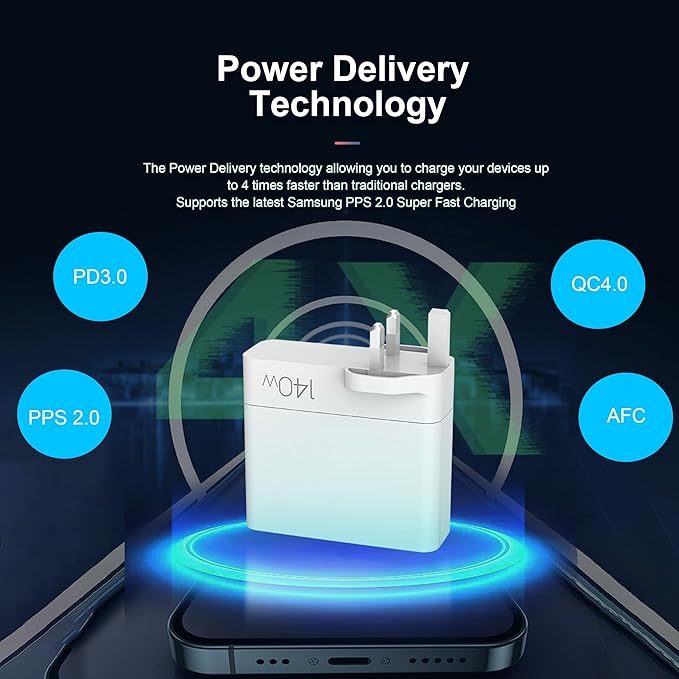 Power Delivery
Technology
The Power Delivery technology allowing you to charge your devices up
to 4 times faster than traditional chargers.
Supports the latest Samsung PPS 2.0 Super Fast Charging
4X
PD3.0
QC4.0
140w
PPS 2.0
AFC